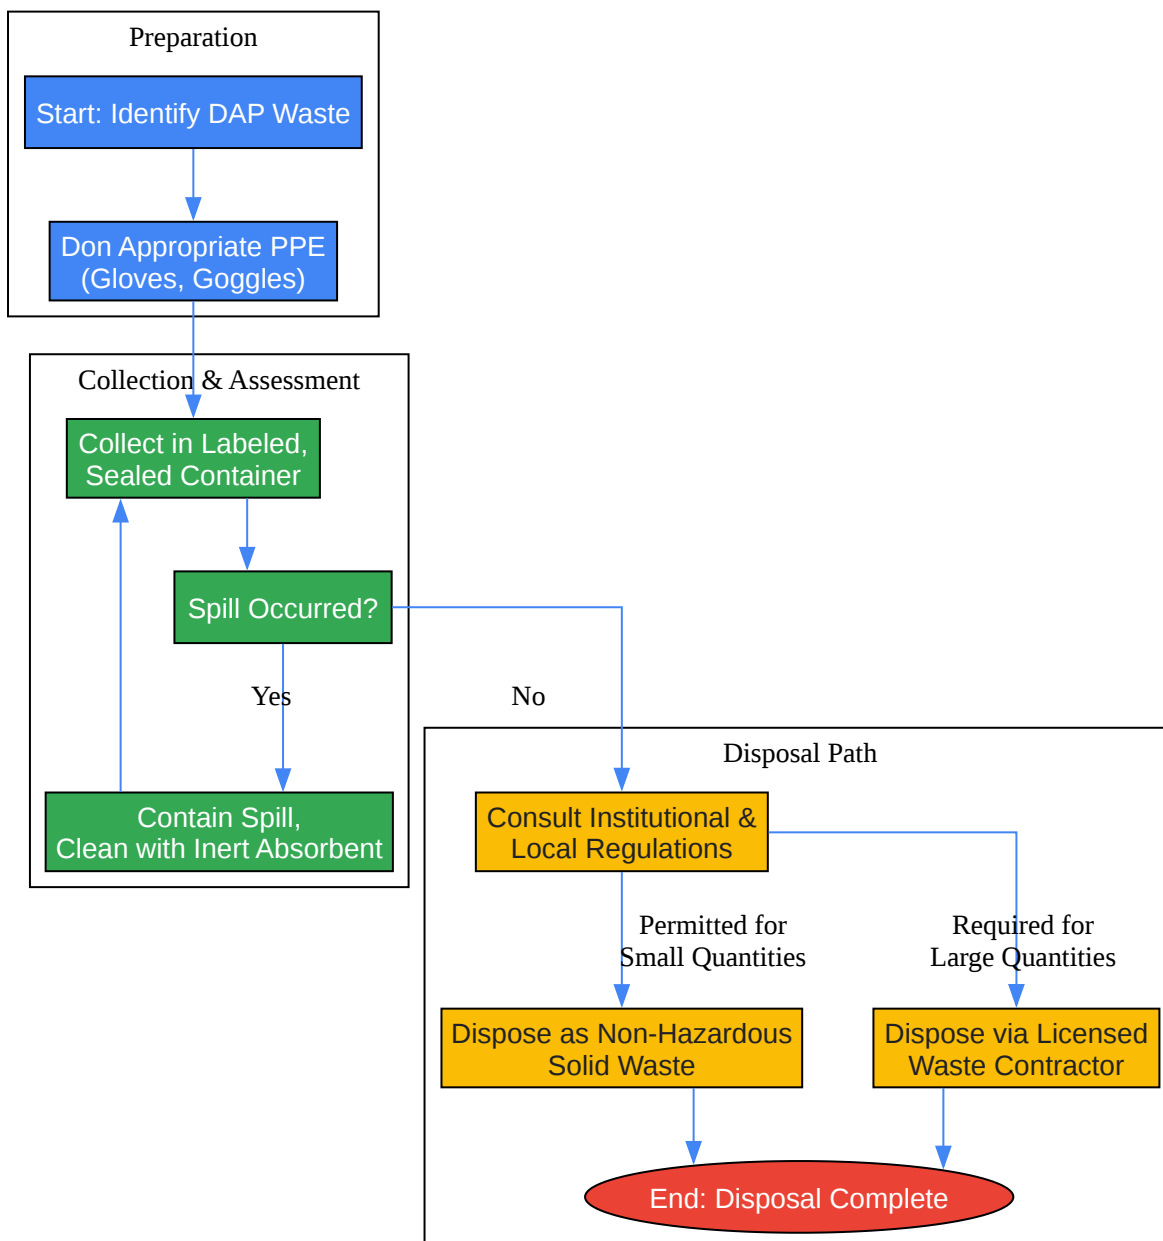 Preparation
Start: Identify DAP Waste
Don Appropriate PPE
(Gloves, Goggles)
Collection & Assessment
Collect in Labeled,
Sealed Container
Spill Occurred?
Yes
No
Contain Spill,
Clean with Inert Absorbent
Disposal Path
Consult Institutional &
Local Regulations
Permitted for
Small Quantities
Required for
Large Quantities
Dispose as Non-Hazardous
Solid Waste
Dispose via Licensed
Waste Contractor
End: Disposal Complete